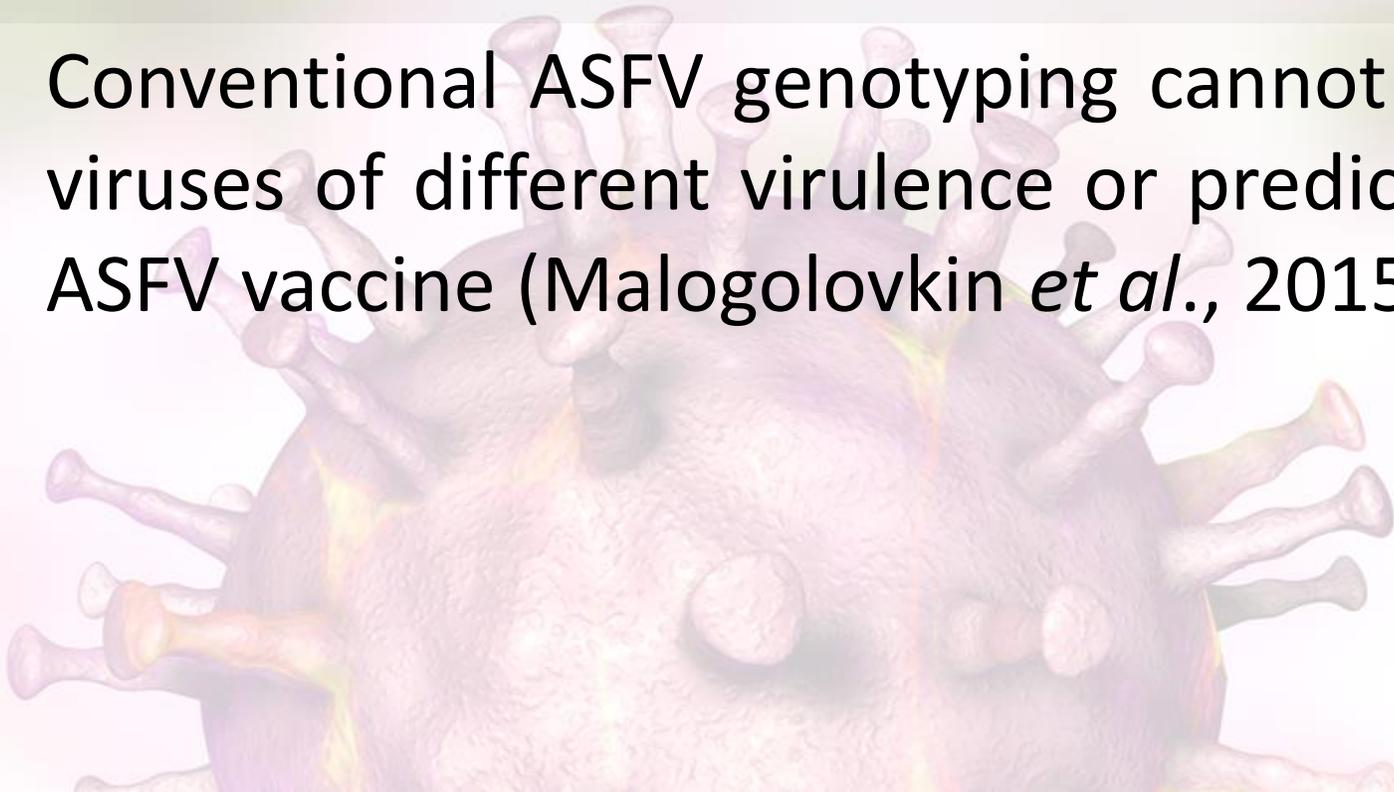 Conventional ASFV genotyping cannot
viruses of different virulence or predic
ASFV vaccine (Malogolovkin et al., 2015